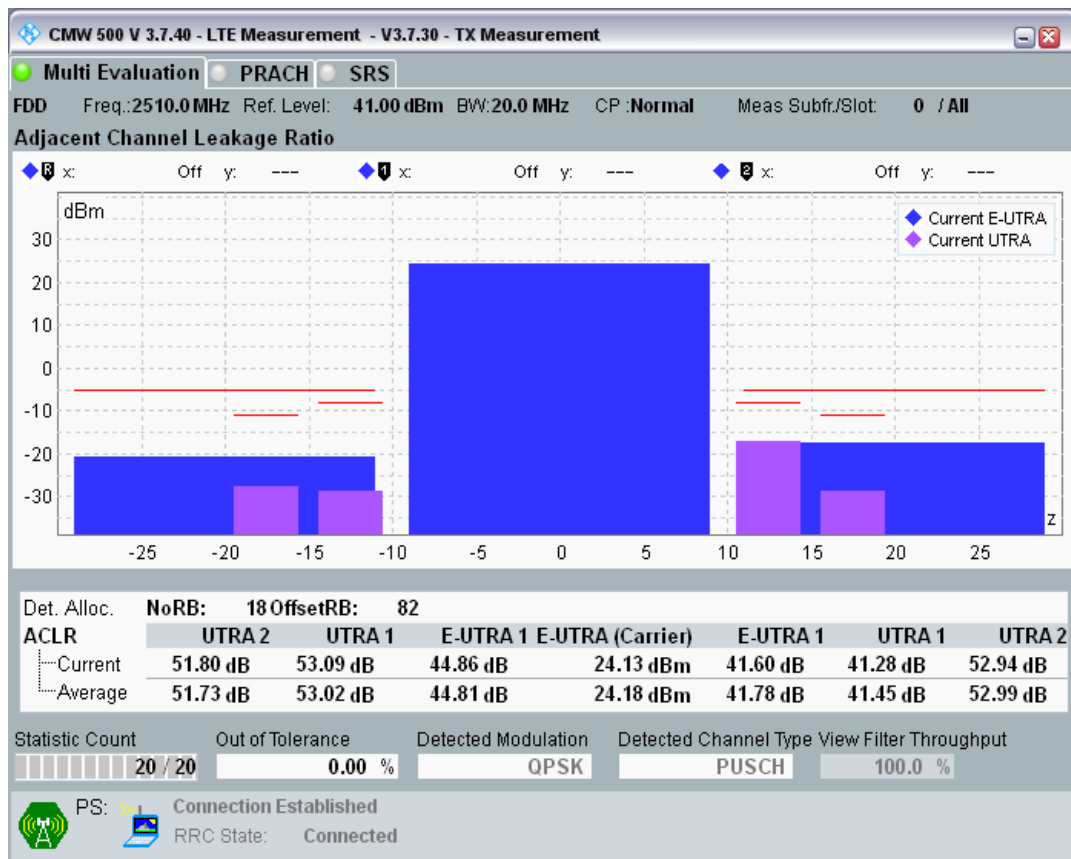 CMW 500 V 3.7.40 - LTE Measurement - V3.7.30 - TX Measurement
Multi Evaluation PRACH SRS
FDD Freq.:2510.0 MHz Ref. Level: 41.00 dBm BW:20.0 MHz CP :Normal Meas Subfr./Slot: 0 / All
Adjacent Channel Leakage Ratio
R x: Off y: --- 1 x: Off y: --- 2 x: Off y: ---
dBm
Current E-UTRA
Current UTRA
30
20
10
0
-10
-20
-30
z
-25 -20 -15 -10 -5 0 5 10 15 20 25
Det. Alloc. NoRB: 18 OffsetRB: 82
ACLR UTRA 2 UTRA 1 E-UTRA 1 E-UTRA (Carrier) E-UTRA 1 UTRA 1 UTRA 2
Current 51.80 dB 53.09 dB 44.86 dB 24.13 dBm 41.60 dB 41.28 dB 52.94 dB
Average 51.73 dB 53.02 dB 44.81 dB 24.18 dBm 41.78 dB 41.45 dB 52.99 dB
Statistic Count Out of Tolerance Detected Modulation Detected Channel Type View Filter Throughput
20 / 20 0.00 % QPSK PUSCH 100.0 %
PS: Connection Established
RRC State: Connected